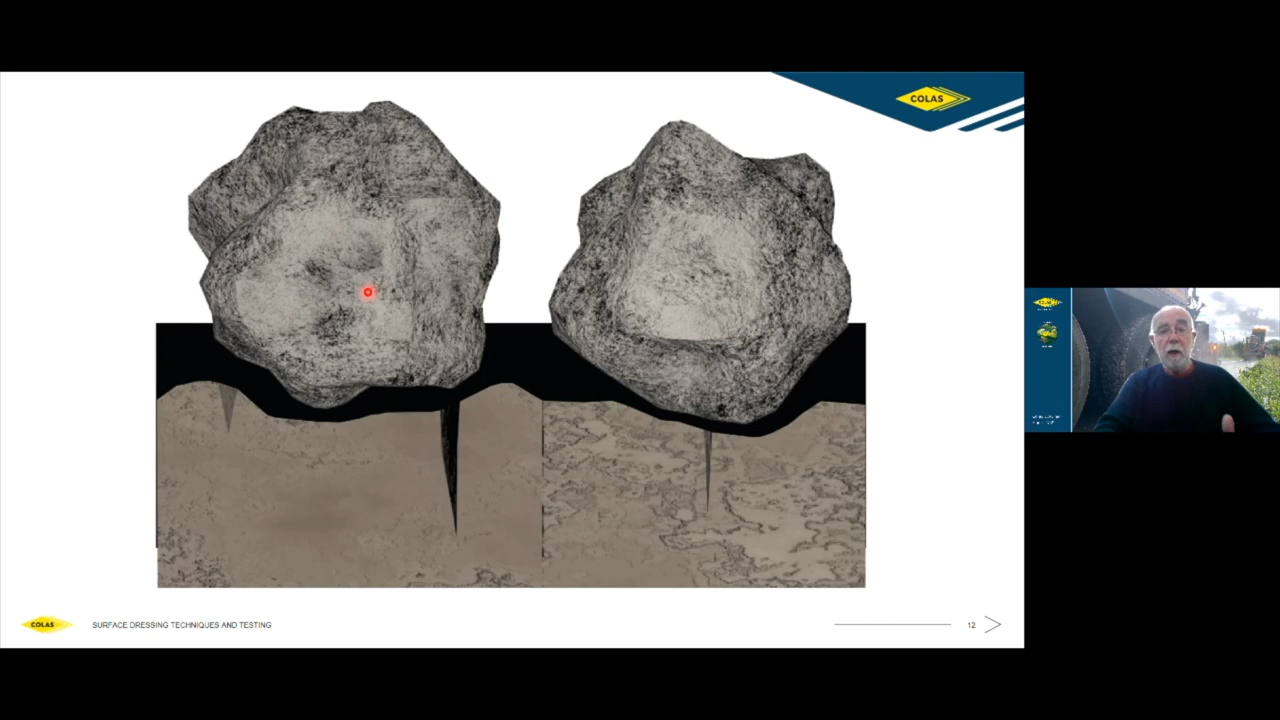 COLAS
COLAS
SURFACE DRESSING TECHNIQUES AND TESTING
12